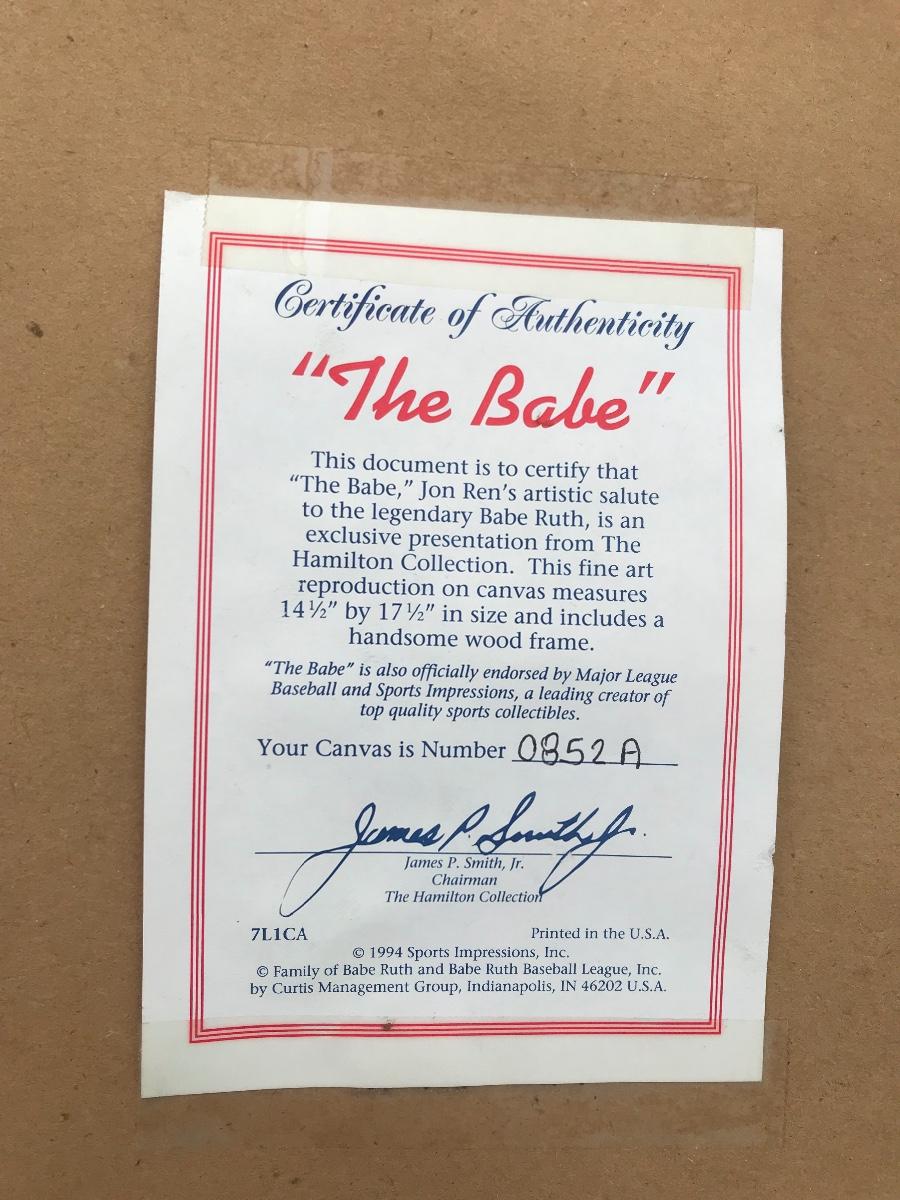 Certificate of Authenticity
"The Babe"
This document is to certify that
"The Babe," Jon Ren's artistic salute
to the legendary Babe Ruth, is an
exclusive presentation from The
Hamilton Collection. This fine art
reproduction on canvas measures
14½" by 17½" in size and includes a
handsome wood frame.
"The Babe" is also officially endorsed by Major League
Baseball and Sports Impressions, a leading creator of
top quality sports collectibles.
Your Canvas is Number 0852A
James P. Smith Jr.
James P. Smith, Jr.
Chairman
The Hamilton Collection
7L1CA Printed in the U.S.A.
© 1994 Sports Impressions, Inc.
© Family of Babe Ruth and Babe Ruth Baseball League, Inc.
by Curtis Management Group, Indianapolis, IN 46202 U.S.A.